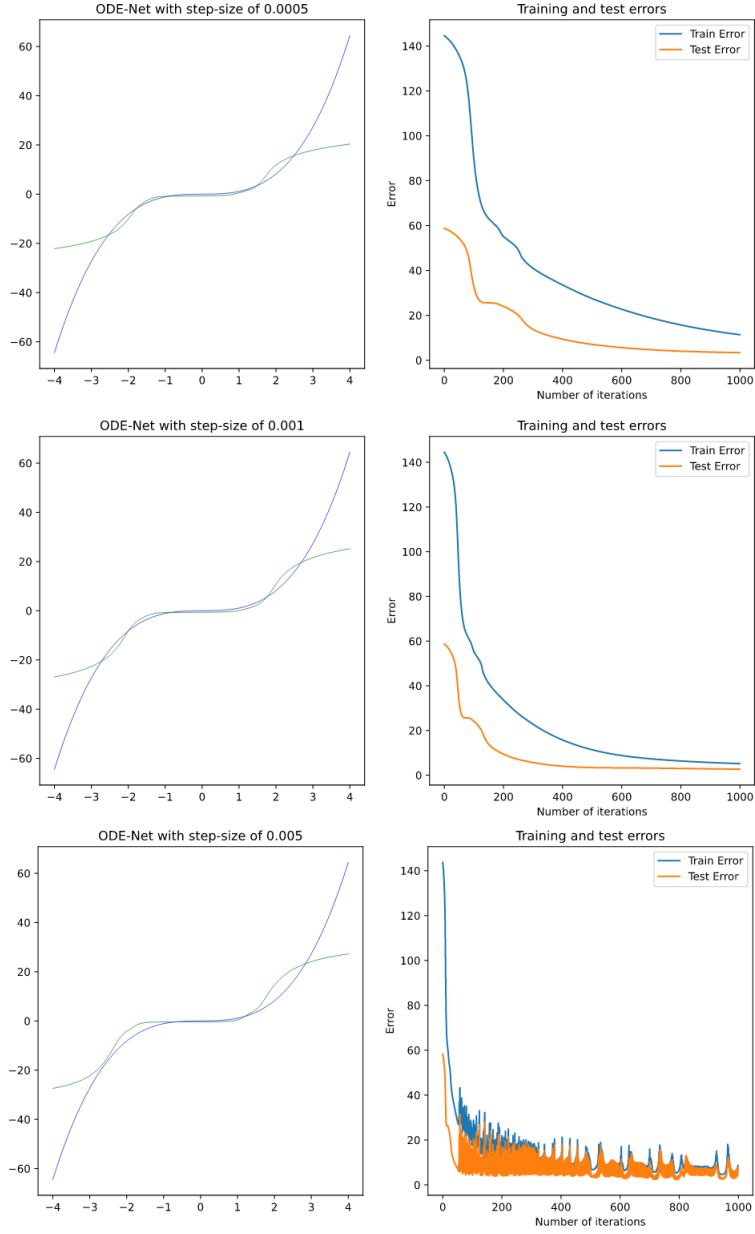 ODE-Net with step-size of 0.0005
60
40
20
0
−20
−40
−60
−4 −3 −2 −1 0 1 2 3 4
Training and test errors
Train Error
Test Error
Error
140
120
100
80
60
40
20
0
0 200 400 600 800 1000
Number of iterations
ODE-Net with step-size of 0.001
60
40
20
0
−20
−40
−60
−4 −3 −2 −1 0 1 2 3 4
Training and test errors
Train Error
Test Error
Error
140
120
100
80
60
40
20
0
0 200 400 600 800 1000
Number of iterations
ODE-Net with step-size of 0.005
60
40
20
0
−20
−40
−60
−4 −3 −2 −1 0 1 2 3 4
Training and test errors
Train Error
Test Error
Error
140
120
100
80
60
40
20
0
0 200 400 600 800 1000
Number of iterations